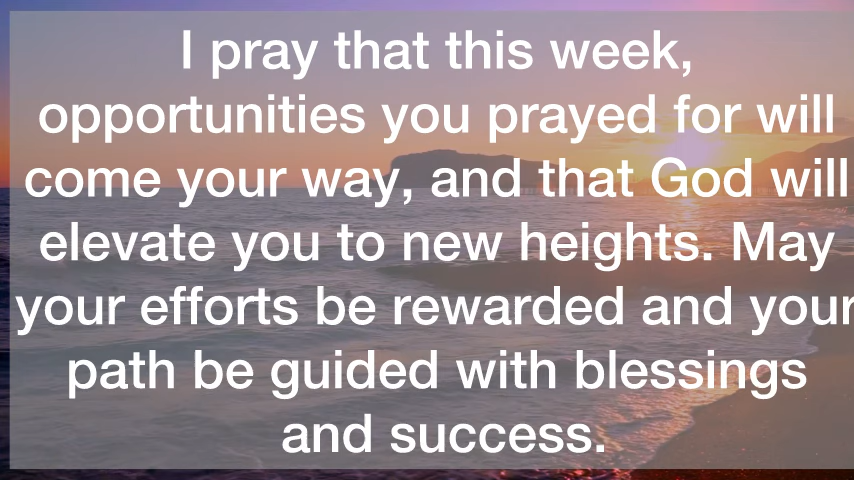 I pray that this week,
opportunities you prayed for will
come your way, and that God will
elevate you to new heights. May
your efforts be rewarded and your
path be guided with blessings
and success.